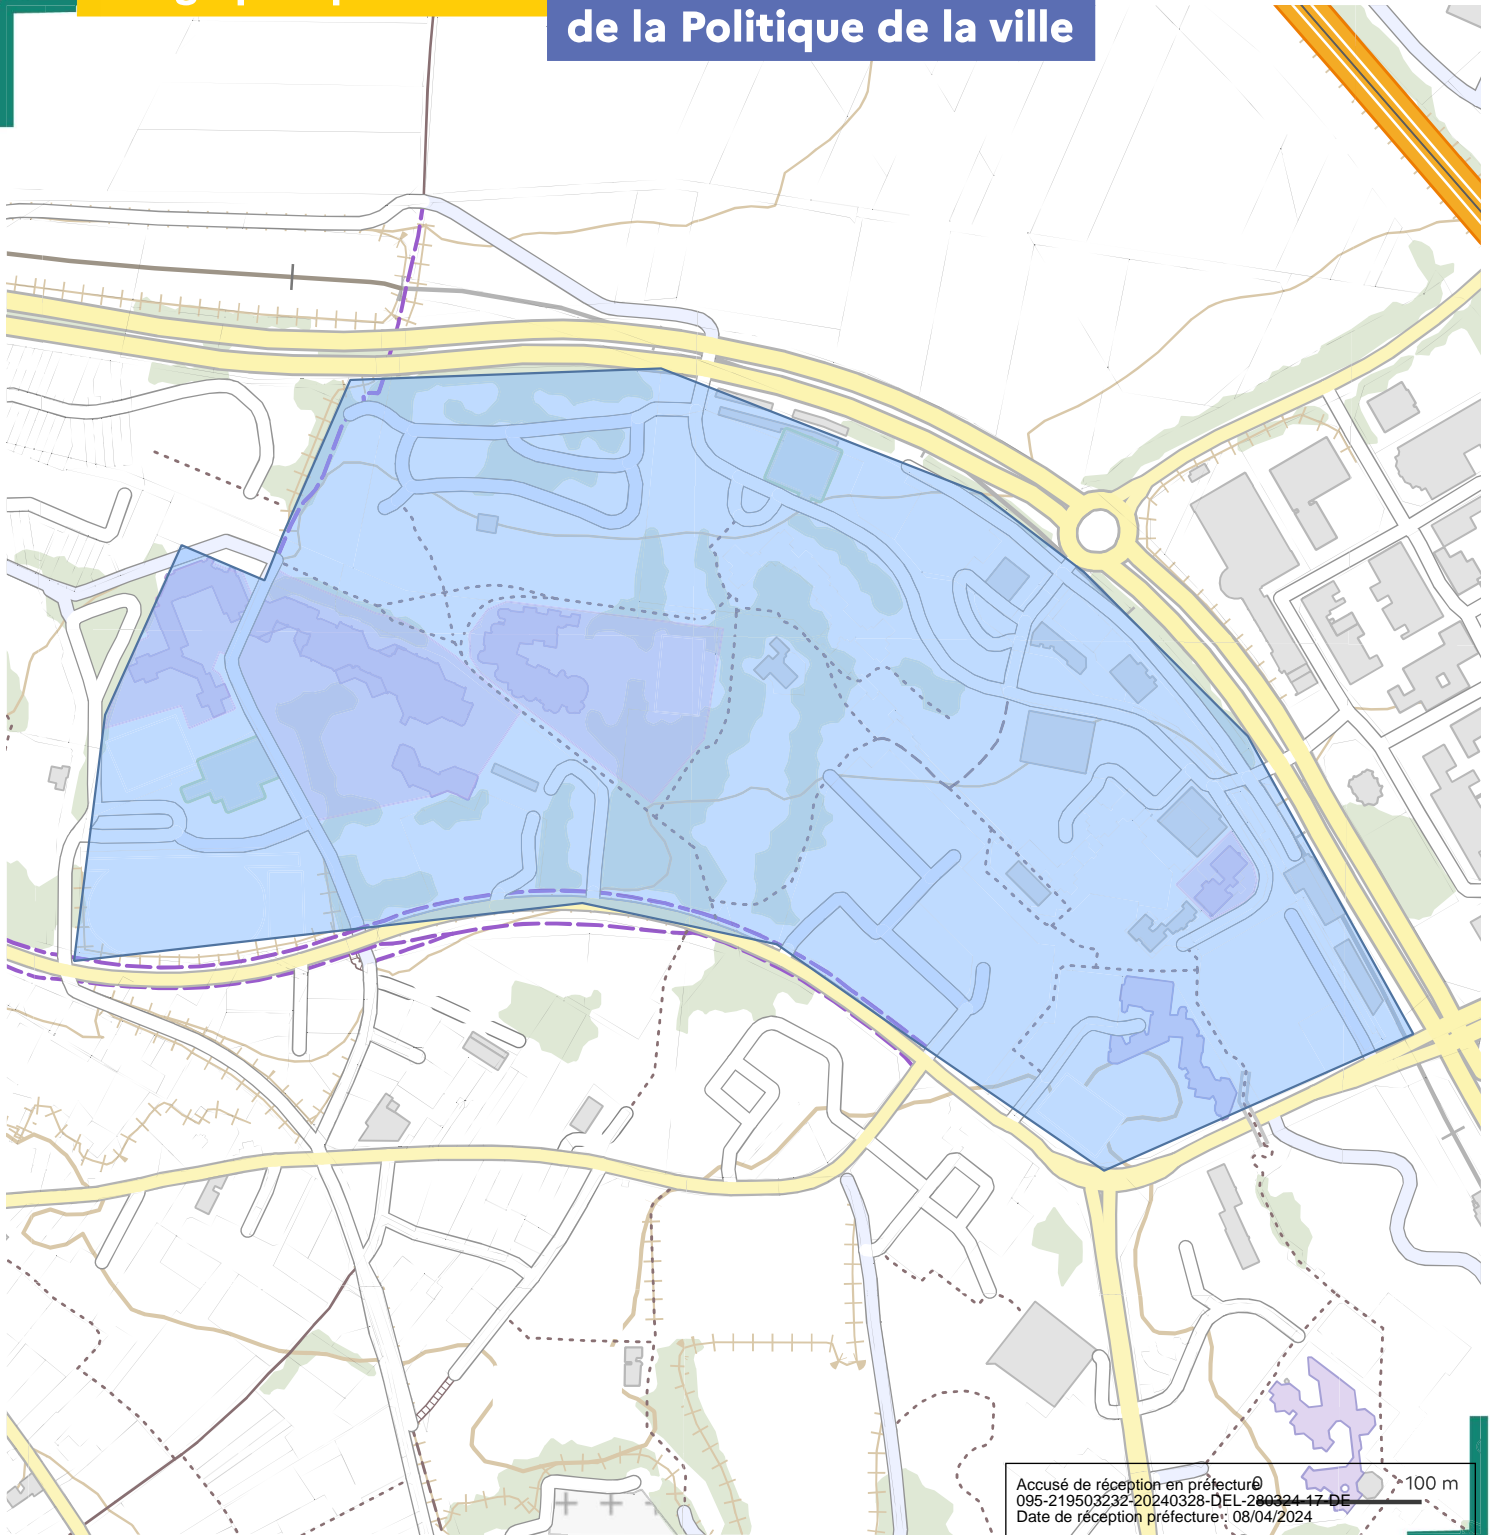 de la Politique de la ville
Accusé de réception en préfecture
095-219503232-20240328-DEL-280324-17-DE
Date de réception préfecture : 08/04/2024
0 100 m